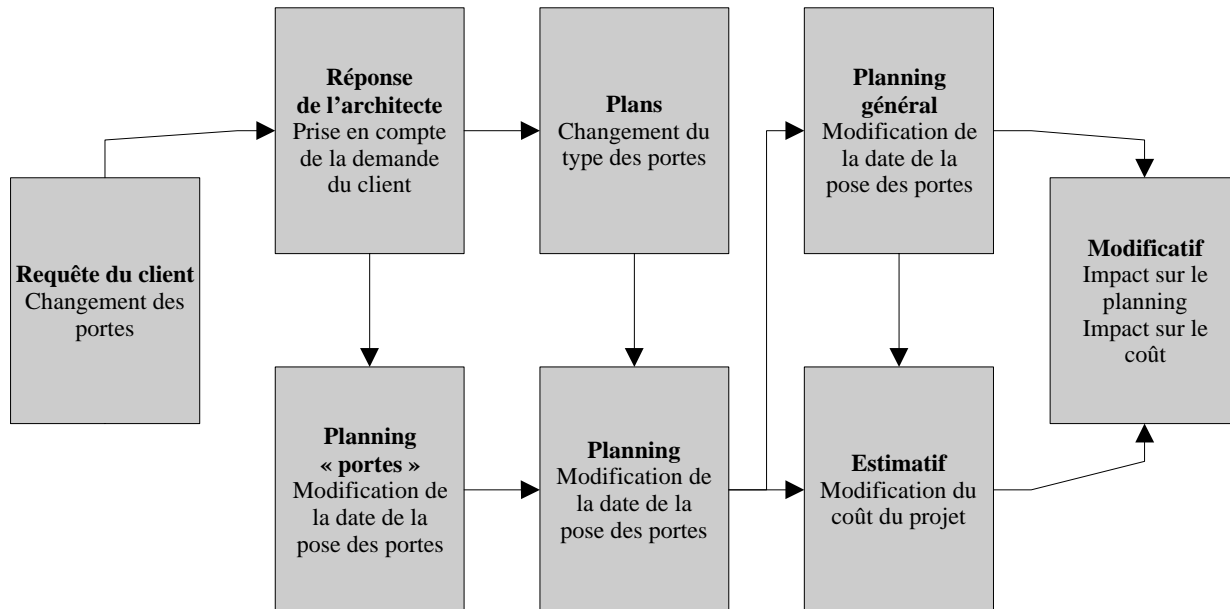 Requête du client
Changement des
portes
Réponse
de l’architecte
Prise en compte
de la demande
du client
Plans
Changement du
type des portes
Planning
général
Modification de
la date de la
pose des portes
Modificatif
Impact sur le
planning
Impact sur le
coût
Planning
« portes »
Modification de
la date de la
pose des portes
Planning
Modification de
la date de la
pose des portes
Estimatif
Modification du
coût du projet